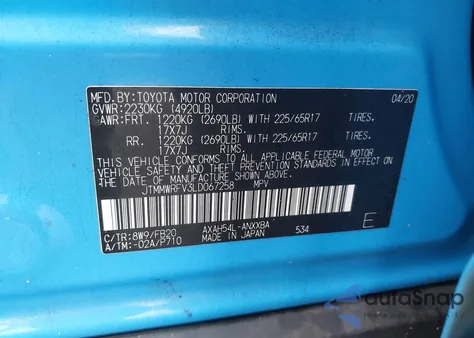 MFD. BY: TOYOTA MOTOR CORPORATION 04/20
GVWR: 2230KG (4920LB)
AWR: FRT. 1220KG (2690LB) WITH 225/65R17 TIRES.
17X7J RIMS.
RR. 1220KG (2690LB) WITH 225/65R17 TIRES.
17X7J RIMS.
THIS VEHICLE CONFORMS TO ALL APPLICABLE FEDERAL MOTOR
VEHICLE SAFETY, BUMPER, AND THEFT PREVENTION STANDARDS IN EFFECT
ON THE DATE OF MANUFACTURE SHOWN ABOVE.
JTMMWRFV3LD067258 MPV
C/TR: 8W9/FB20 AXAH54L-ANXXBA
A/TM: -02A/P710 MADE IN JAPAN 534 E
autoSnap